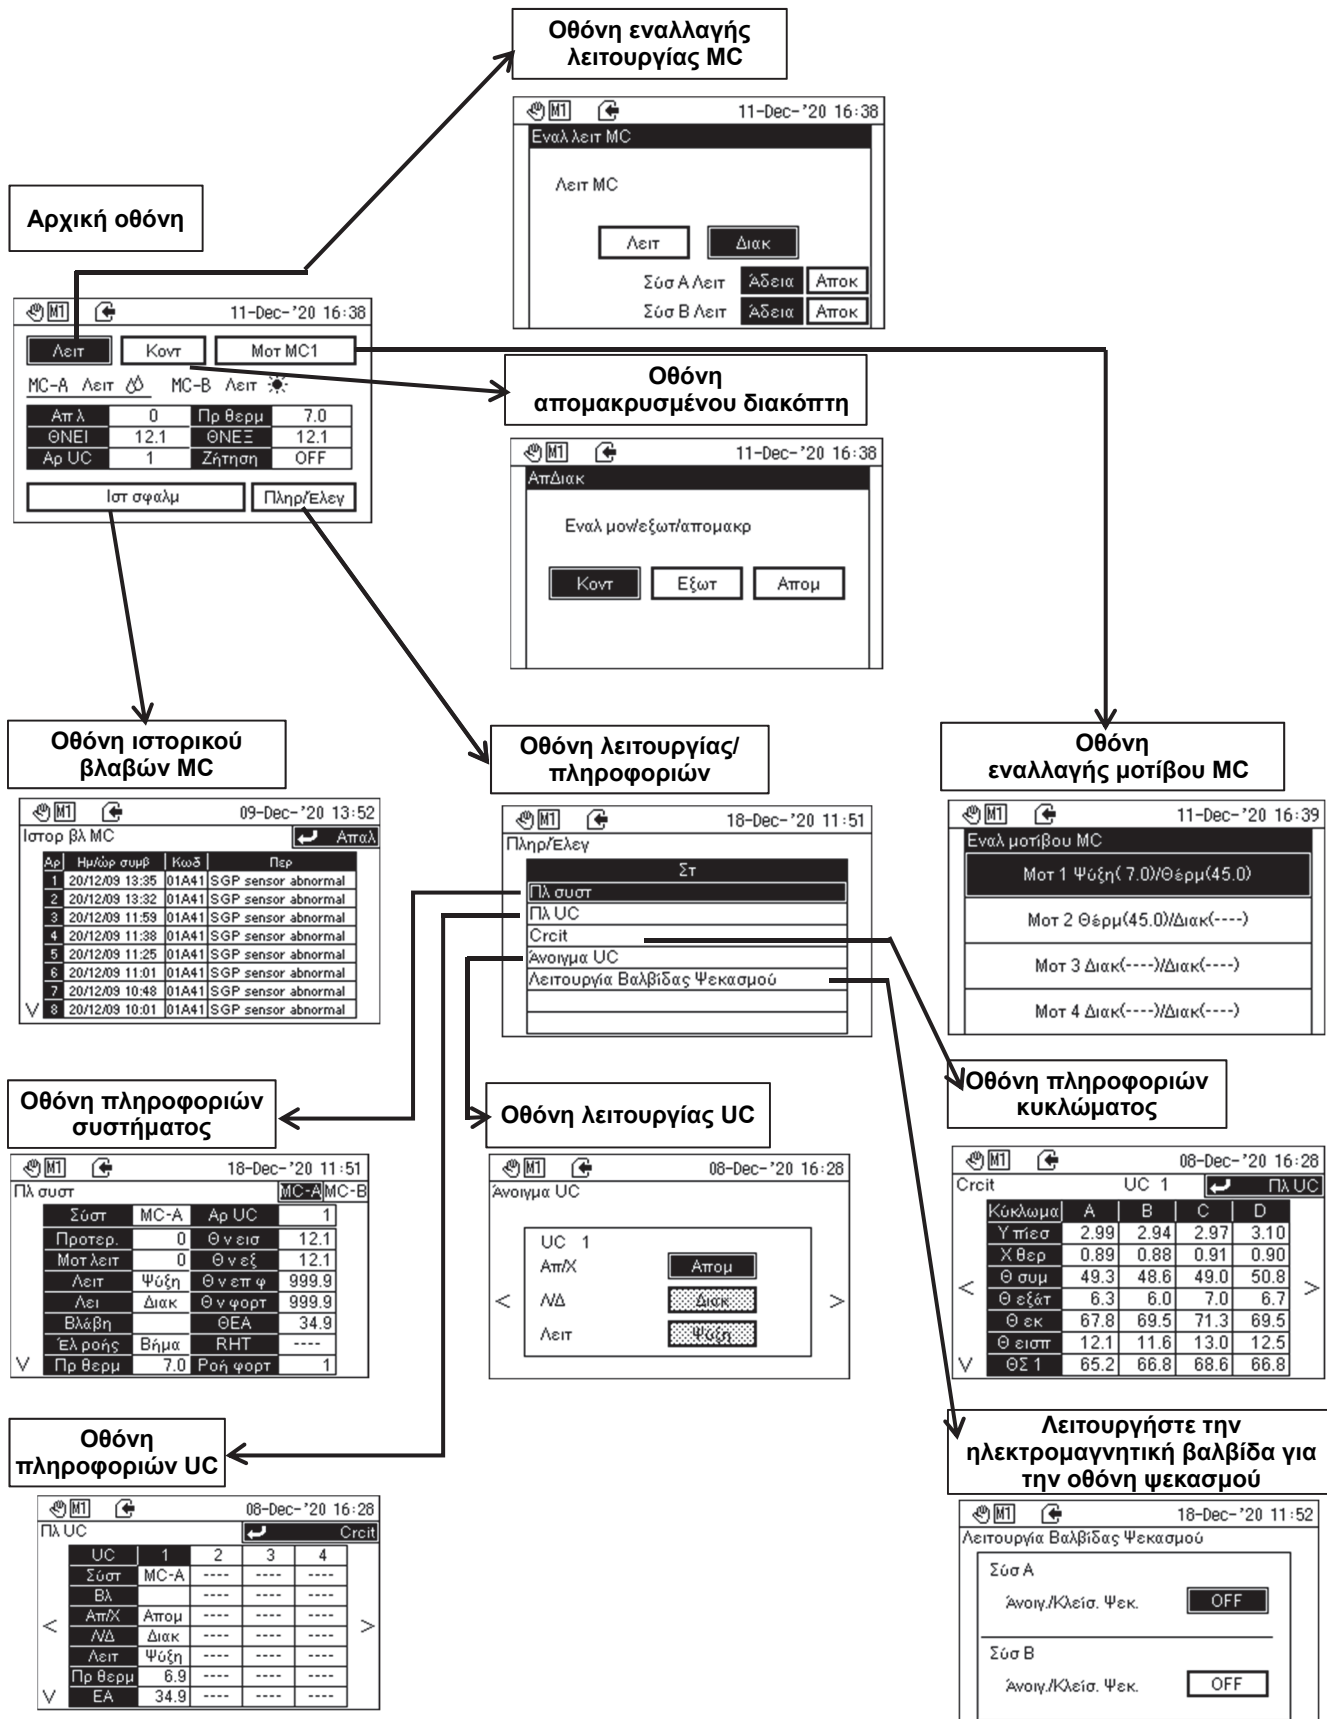 Οθόνη εναλλαγής
λειτουργίας MC
M1 11-Dec-'20 16:38
Εναλ λειτ MC
Λειτ MC
Λειτ Διακ
Σύσ A Λειτ Άδεια Αποκ
Σύσ B Λειτ Άδεια Αποκ
Αρχική οθόνη
M1 11-Dec-'20 16:38
Λειτ Κοντ Μοτ MC1
MC-A Λειτ MC-B Λειτ
Απ λ 0 Πρ θερμ 7.0
ΘΝΕΙ 12.1 ΘΝΕΞ 12.1
Αρ UC 1 Ζήτηση OFF
Ιστ σφαλμ Πληρ/Έλεγ
Οθόνη
απομακρυσμένου διακόπτη
M1 11-Dec-'20 16:38
ΑπΔιακ
Εναλ μον/εξωτ/απομακρ
Κοντ Εξωτ Απομ
Οθόνη ιστορικού
βλαβών MC
M1 09-Dec-'20 13:52
Ιστορ βλ MC Απαλ
Αρ Ημ/ώρ συμβ Κωδ Περ
1 20/12/09 13:35 01A41 SGP sensor abnormal
2 20/12/09 13:32 01A41 SGP sensor abnormal
3 20/12/09 11:59 01A41 SGP sensor abnormal
4 20/12/09 11:38 01A41 SGP sensor abnormal
5 20/12/09 11:25 01A41 SGP sensor abnormal
6 20/12/09 11:01 01A41 SGP sensor abnormal
7 20/12/09 10:48 01A41 SGP sensor abnormal
8 20/12/09 10:01 01A41 SGP sensor abnormal
Οθόνη λειτουργίας/
πληροφοριών
M1 18-Dec-'20 11:51
Πληρ/Έλεγ
Στ
Πλ συστ
Πλ UC
Crcit
Άνοιγμα UC
Λειτουργία Βαλβίδας Ψεκασμού
Οθόνη
εναλλαγής μοτίβου MC
M1 11-Dec-'20 16:39
Εναλ μοτίβου MC
Μοτ 1 Ψύξη( 7.0)/Θέρμ(45.0)
Μοτ 2 Θέρμ(45.0)/Διακ(----)
Μοτ 3 Διακ(----)/Διακ(----)
Μοτ 4 Διακ(----)/Διακ(----)
Οθόνη πληροφοριών
συστήματος
M1 18-Dec-'20 11:51
Πλ συστ MC-A MC-B
Σύστ MC-A Αρ UC 1
Προτερ. 0 Θ ν εισ 12.1
Μοτ λειτ 0 Θ ν εξ 12.1
Λειτ Ψύξη Θ ν επ φ 999.9
Λει Διακ Θ ν φορτ 999.9
Βλάβη ΘΕΑ 34.9
Έλ ροής Βήμα RHT ----
Πρ θερμ 7.0 Ροή φορτ 1
Οθόνη λειτουργίας UC
M1 08-Dec-'20 16:28
Άνοιγμα UC
UC 1
Απ/Χ Απομ
Λ/Δ Διακ
Λειτ Ψύξη
< >
Οθόνη πληροφοριών
κυκλώματος
M1 08-Dec-'20 16:28
Crcit UC 1 Πλ UC
Κύκλωμα A B C D
Υ πίεσ 2.99 2.94 2.97 3.10
Χ θερ 0.89 0.88 0.91 0.90
Θ συμ 49.3 48.6 49.0 50.8
Θ εξάτ 6.3 6.0 7.0 6.7
Θ εκ 67.8 69.5 71.3 69.5
Θ εισπ 12.1 11.6 13.0 12.5
ΘΣ 1 65.2 66.8 68.6 66.8
< >
Οθόνη
πληροφοριών UC
M1 08-Dec-'20 16:28
Πλ UC Crcit
UC 1 2 3 4
Σύστ MC-A ---- ---- ----
Βλ ---- ---- ----
Απ/Χ Απομ ---- ---- ----
Λ/Δ Διακ ---- ---- ----
Λειτ Ψύξη ---- ---- ----
Πρ θερμ 6.9 ---- ---- ----
ΕΑ 34.9 ---- ---- ----
< >
Λειτουργήστε την
ηλεκτρομαγνητική βαλβίδα για
την οθόνη ψεκασμού
M1 18-Dec-'20 11:52
Λειτουργία Βαλβίδας Ψεκασμού
Σύσ A
Άνοιγ./Κλείσ. Ψεκ. OFF
Σύσ B
Άνοιγ./Κλείσ. Ψεκ. OFF